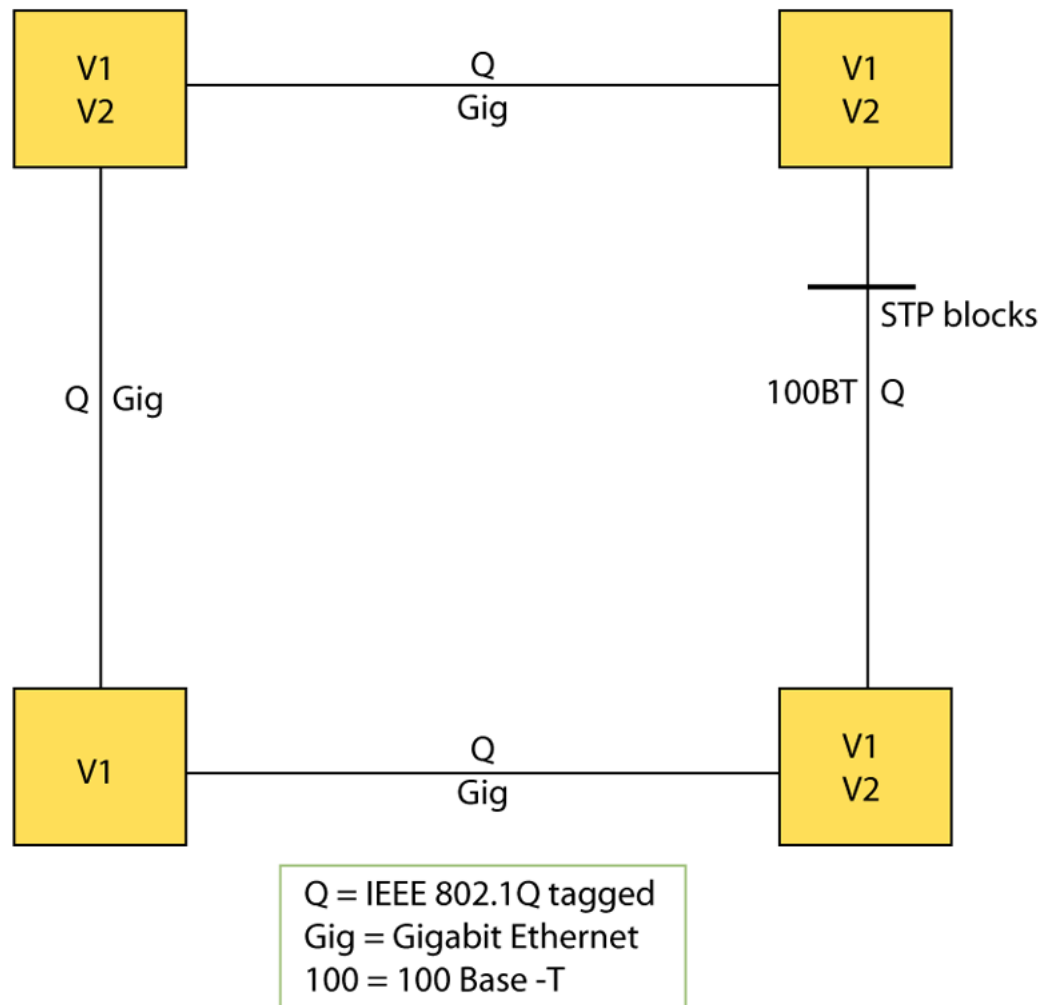 V1
V2
Q
Gig
V1
V2
STP blocks
Q Gig
100BT Q
V1
Q
Gig
V1
V2
Q = IEEE 802.1Q tagged
Gig = Gigabit Ethernet
100 = 100 Base -T